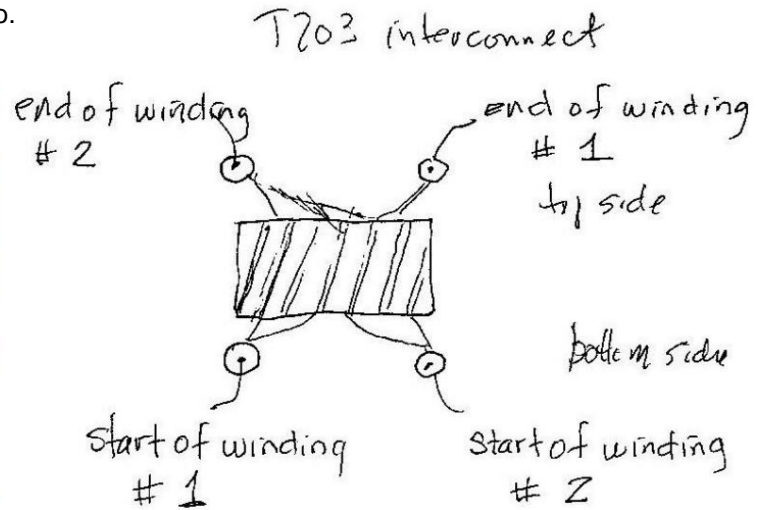 o.
T203 interconnect
end of winding
# 2
end of winding
# 1
top side
bottom side
start of winding
# 1
start of winding
# 2